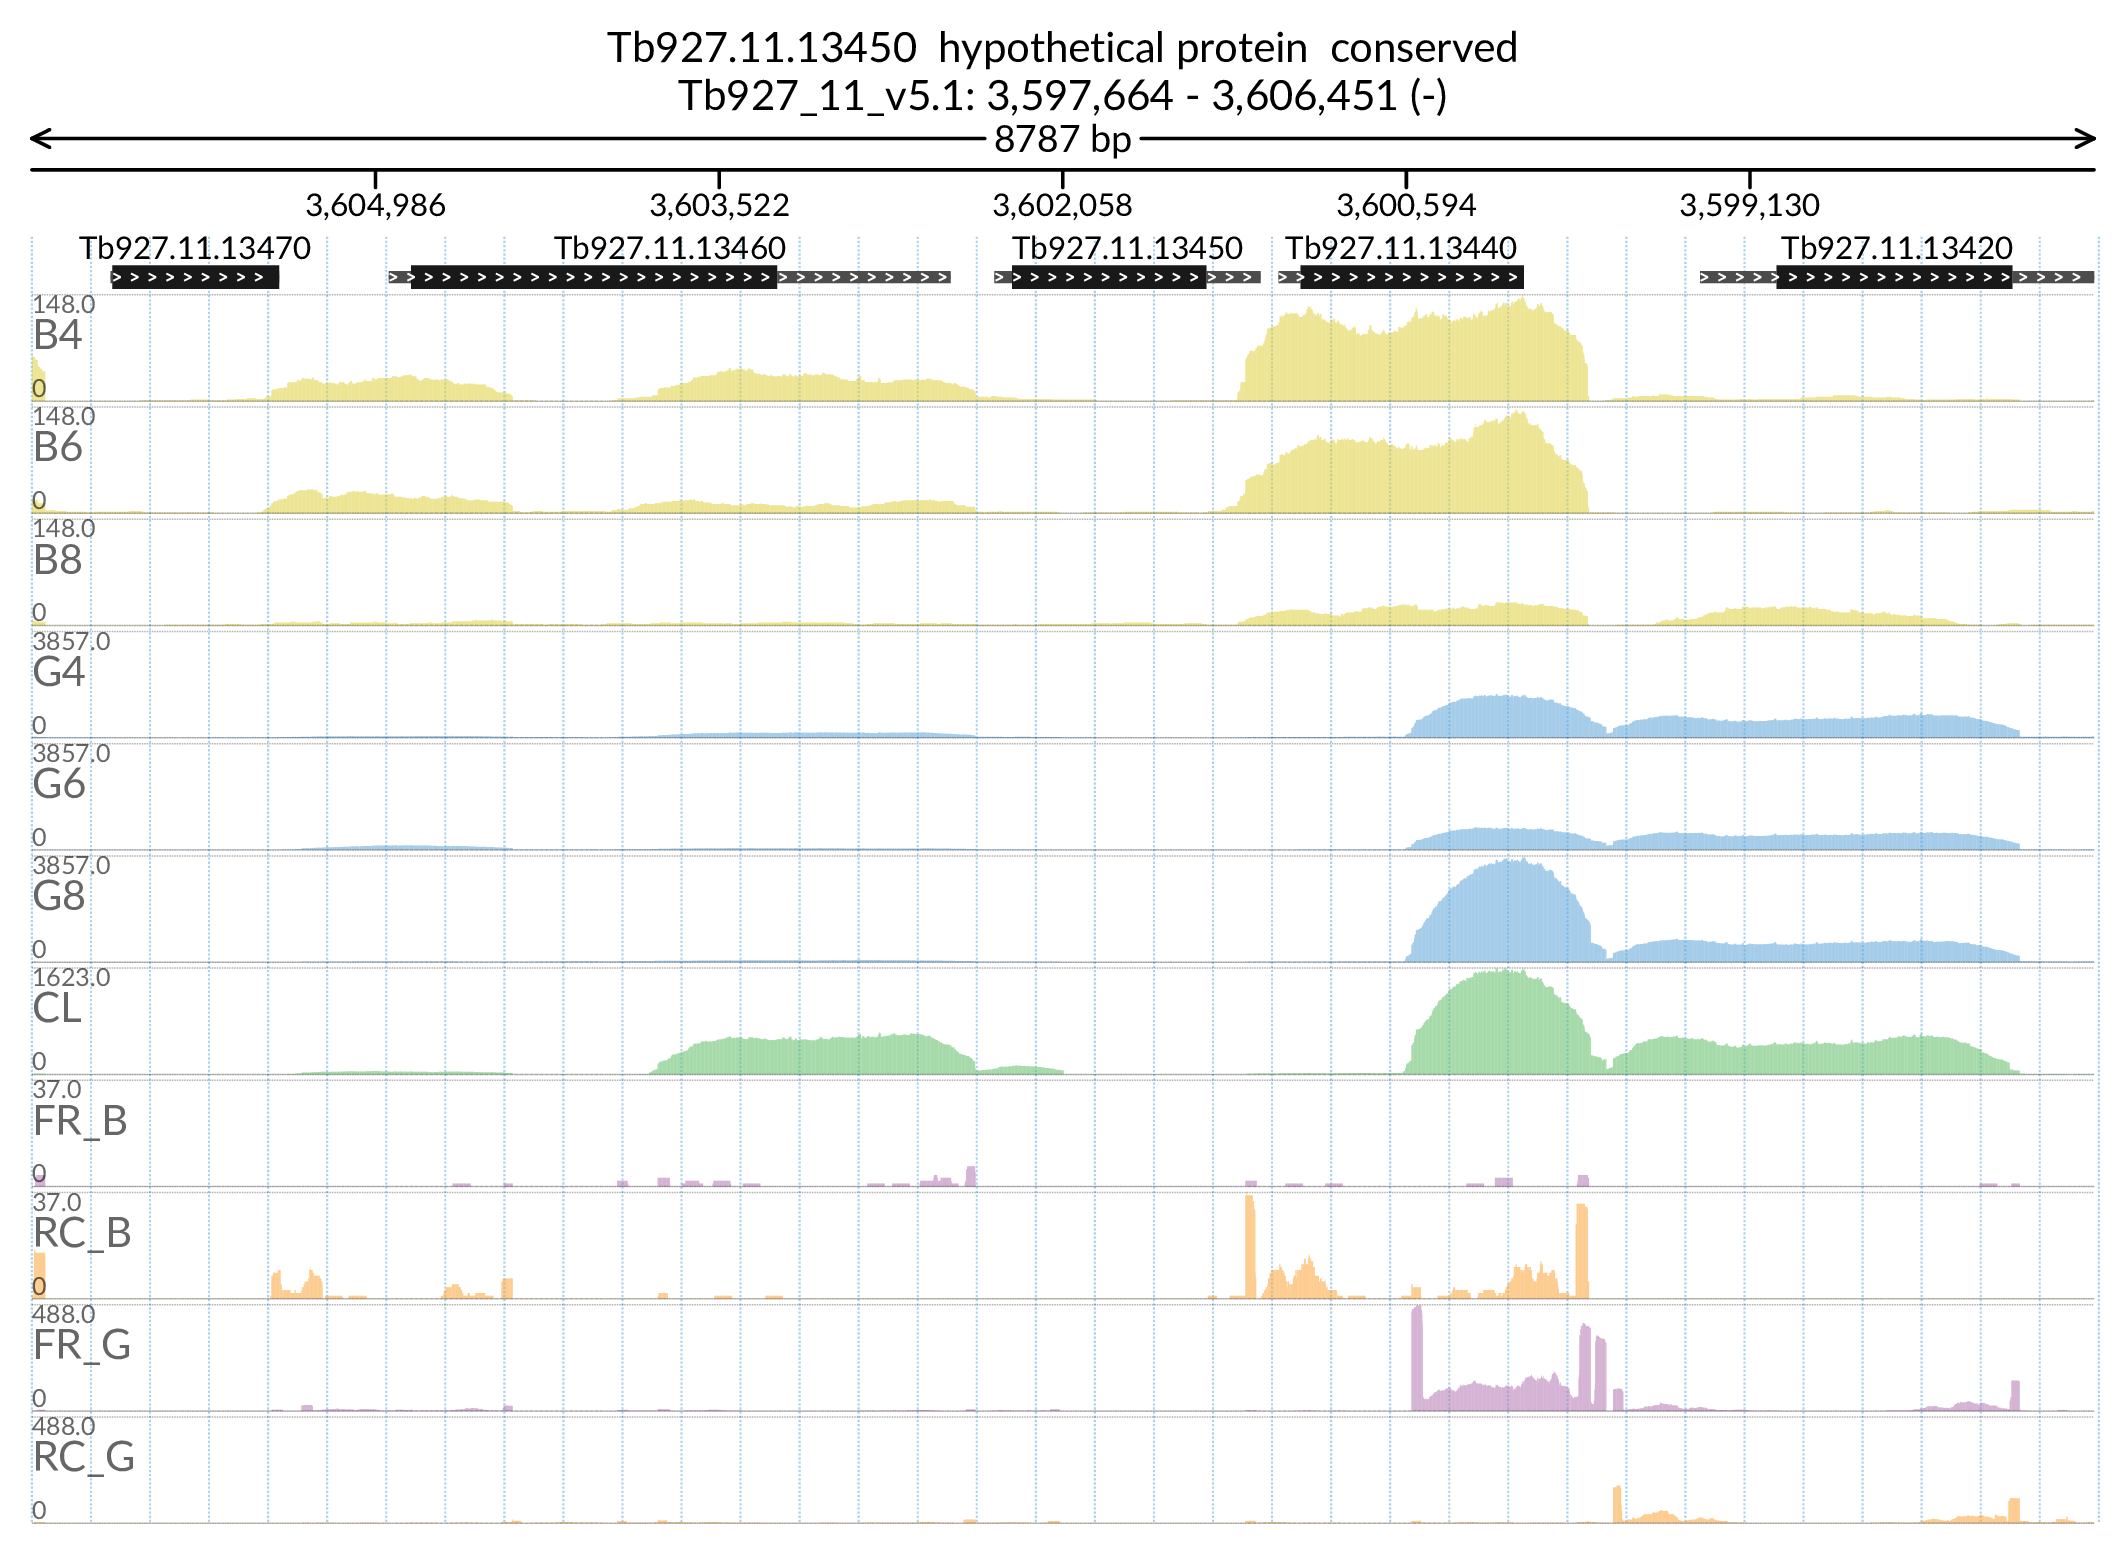 Tb927.11.13450 hypothetical protein conserved
Tb927_11_v5.1: 3,597,664 - 3,606,451 (-)
8787 bp
3,604,986 3,603,522 3,602,058 3,600,594 3,599,130
Tb927.11.13470 Tb927.11.13460 Tb927.11.13450 Tb927.11.13440 Tb927.11.13420
148.0
B4
0
148.0
B6
0
148.0
B8
0
3857.0
G4
0
3857.0
G6
0
3857.0
G8
0
1623.0
CL
0
37.0
FR_B
0
37.0
RC_B
0
488.0
FR_G
0
488.0
RC_G
0